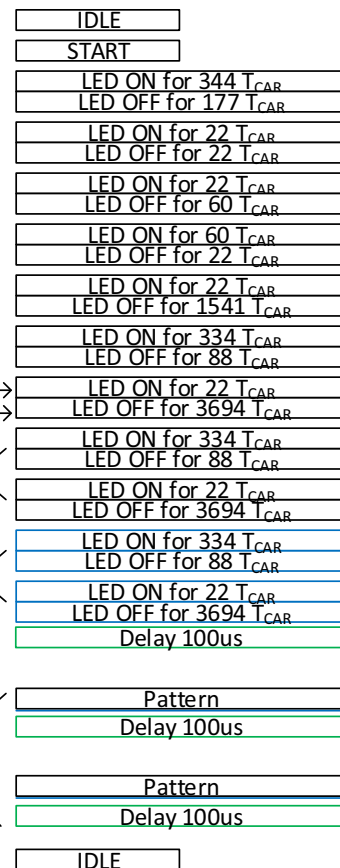 IDLE
START
LED ON for 344 TCAR
LED OFF for 177 TCAR
LED ON for 22 TCAR
LED OFF for 22 TCAR
LED ON for 22 TCAR
LED OFF for 60 TCAR
LED ON for 60 TCAR
LED OFF for 22 TCAR
LED ON for 22 TCAR
LED OFF for 1541 TCAR
LED ON for 334 TCAR
LED OFF for 88 TCAR
LED ON for 22 TCAR
LED OFF for 3694 TCAR
LED ON for 334 TCAR
LED OFF for 88 TCAR
LED ON for 22 TCAR
LED OFF for 3694 TCAR
LED ON for 334 TCAR
LED OFF for 88 TCAR
LED ON for 22 TCAR
LED OFF for 3694 TCAR
Delay 100us
Pattern
Delay 100us
Pattern
Delay 100us
IDLE